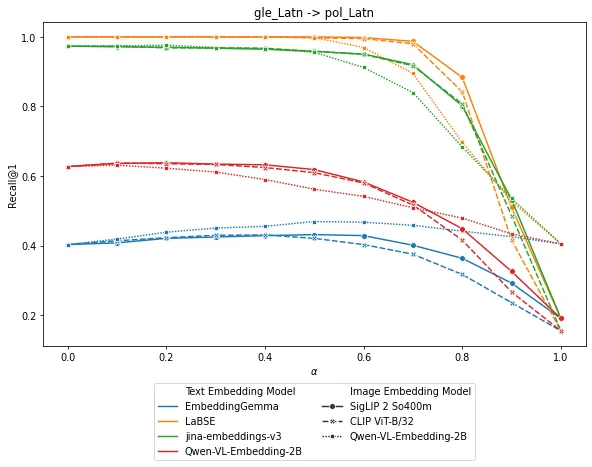 gle_Latn -> pol_Latn
Recall@1
1.0
0.8
0.6
0.4
0.2
0.0 0.2 0.4 0.6 0.8 1.0
α
Text Embedding Model Image Embedding Model
EmbeddingGemma SigLIP 2 So400m
LaBSE CLIP ViT-B/32
jina-embeddings-v3 Qwen-VL-Embedding-2B
Qwen-VL-Embedding-2B